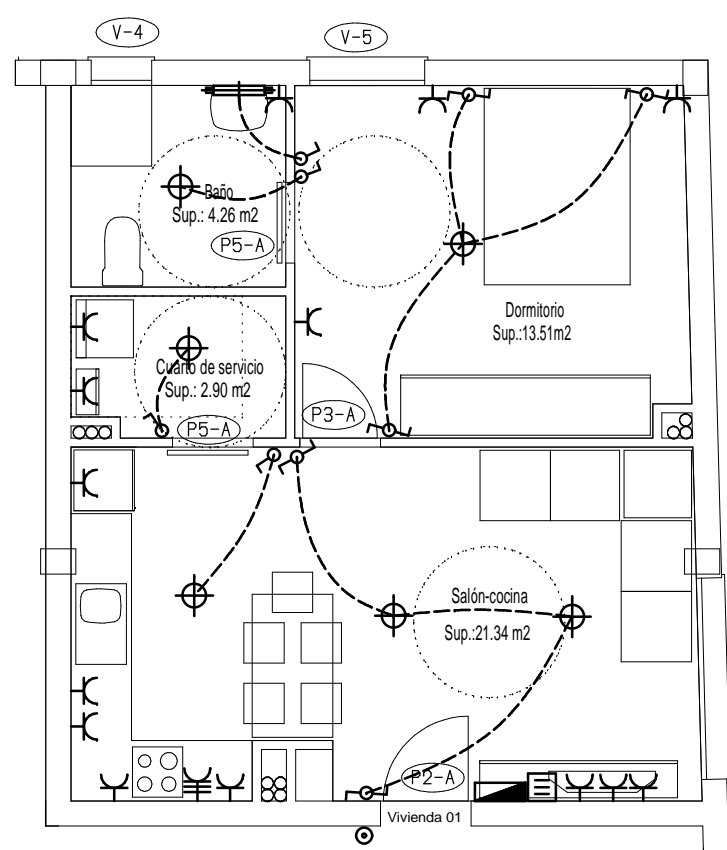 V-4
V-5
Baño
Sup.: 4.26 m2
P5-A
Dormitorio
Sup.:13.51m2
Cuarto de servicio
Sup.: 2.90 m2
P3-A
P5-A
Salón-cocina
Sup.:21.34 m2
P2-A
Vivienda 01